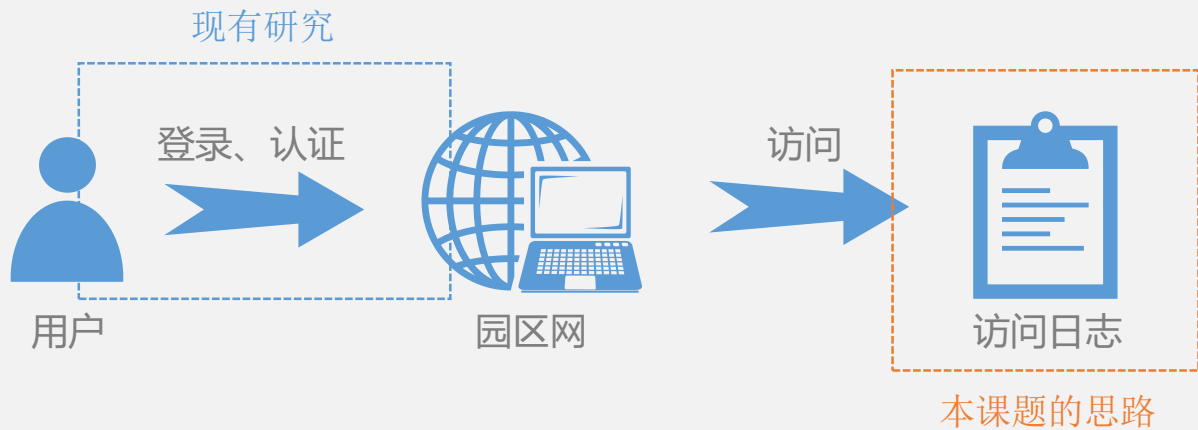 现有研究
登录、认证
访问
用户
园区网
访问日志
本课题的思路